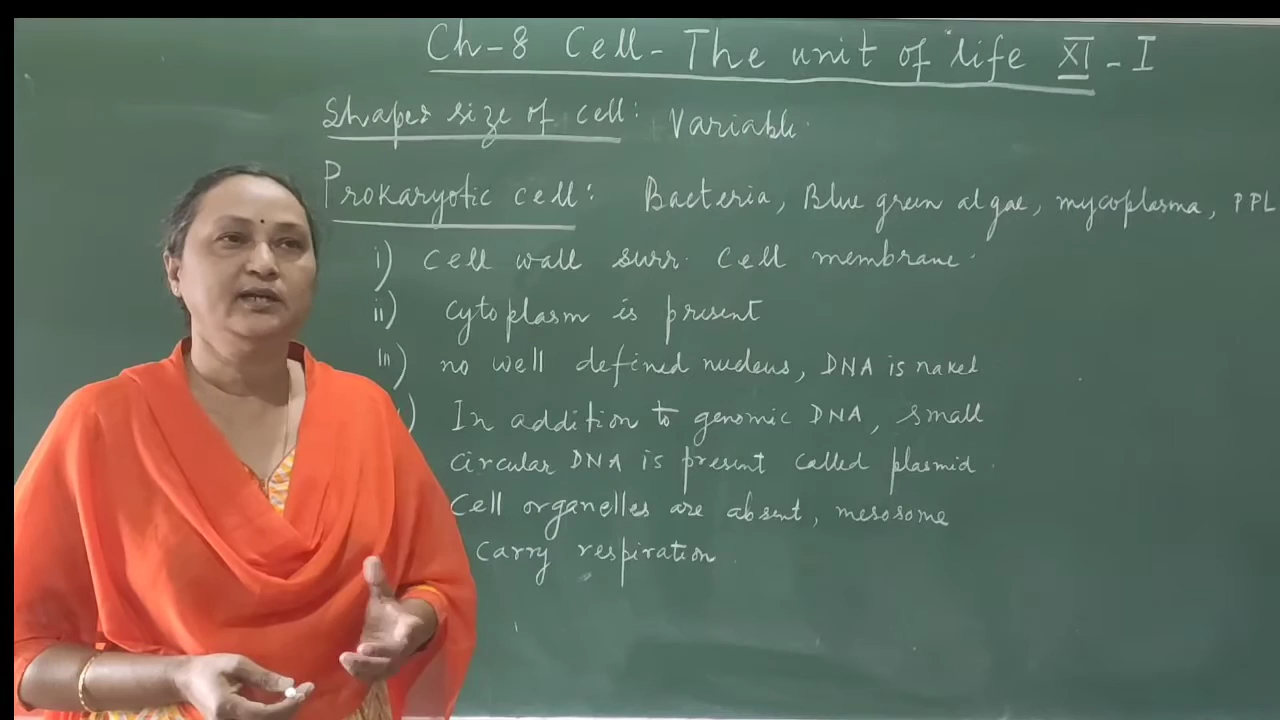 Ch-8 Cell - The unit of life XI - I
Shape & size of cell: Variable.
Prokaryotic cell: Bacteria, Blue green algae, mycoplasma, PPL
i) Cell wall surr. cell membrane.
ii) Cytoplasm is present
iii) no well defined nucleus, DNA is naked
) In addition to genomic DNA, small
circular DNA is present called plasmid.
Cell organelles are absent, mesosome
carry respiration.